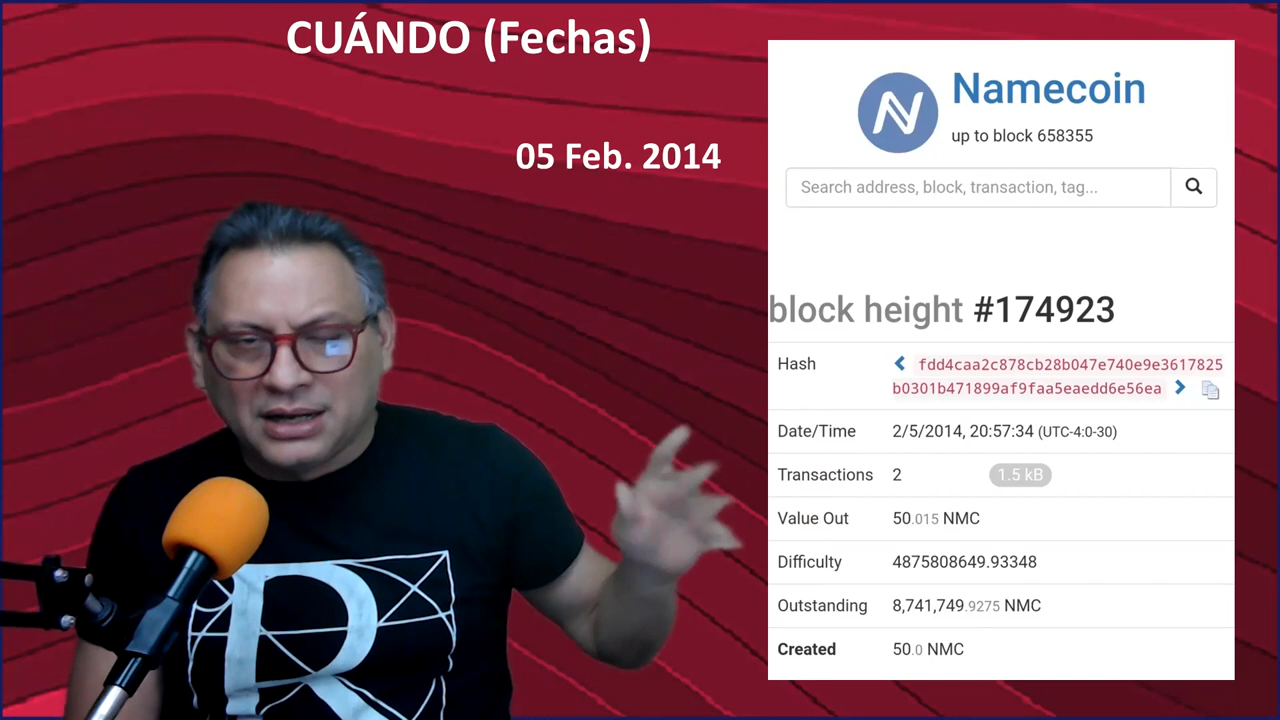 CUÁNDO (Fechas)
05 Feb. 2014
Namecoin
up to block 658355
Search address, block, transaction, tag...
block height #174923
Hash fdd4caa2c878cb28b047e740e9e3617825
b0301b471899af9faa5eaedd6e56ea
Date/Time 2/5/2014, 20:57:34 (UTC-4:0-30)
Transactions 2 1.5 kB
Value Out 50.015 NMC
Difficulty 4875808649.93348
Outstanding 8,741,749.9275 NMC
Created 50.0 NMC
R